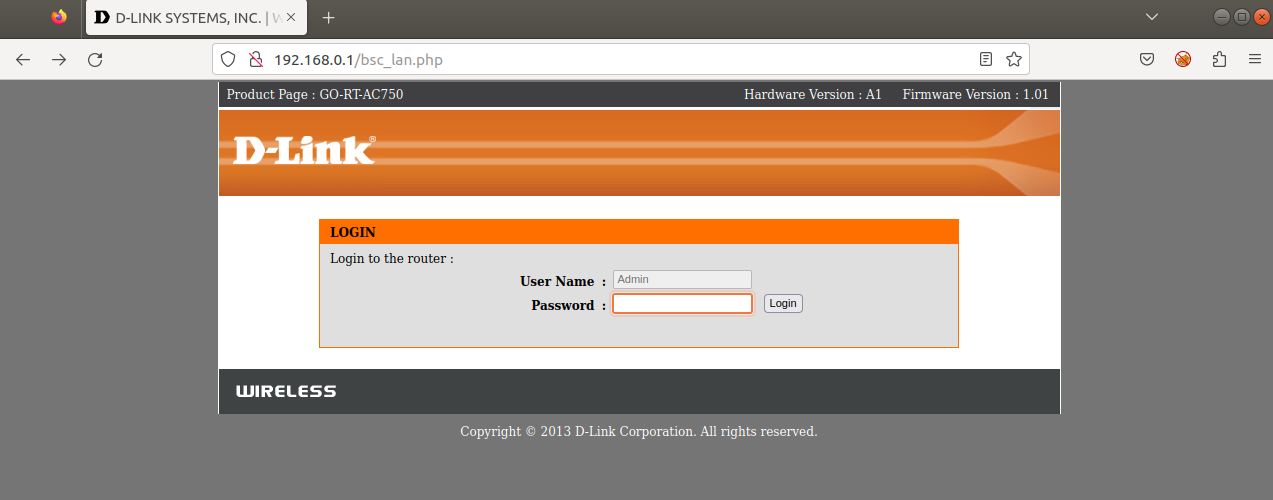 D-LINK SYSTEMS, INC. | W
192.168.0.1/bsc_lan.php
Product Page : GO-RT-AC750 Hardware Version : A1 Firmware Version : 1.01
D-Link®
LOGIN
Login to the router :
User Name : Admin
Password : Login
WIRELESS
Copyright © 2013 D-Link Corporation. All rights reserved.